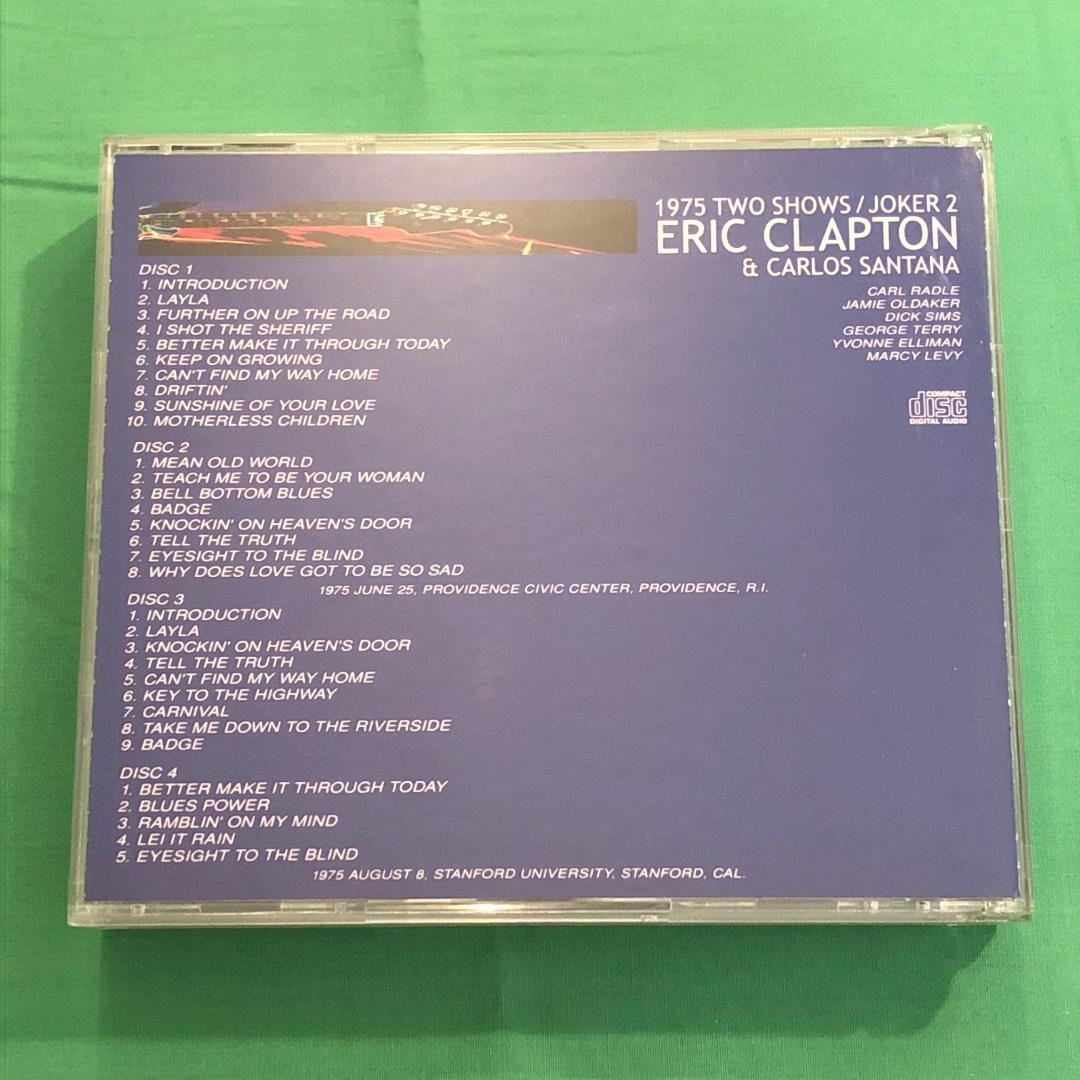 1975 TWO SHOWS / JOKER 2
ERIC CLAPTON
& CARLOS SANTANA
CARL RADLE
JAMIE OLDAKER
DICK SIMS
GEORGE TERRY
YVONNE ELLIMAN
MARCY LEVY
COMPACT
disc
DIGITAL AUDIO
DISC 1
1. INTRODUCTION
2. LAYLA
3. FURTHER ON UP THE ROAD
4. I SHOT THE SHERIFF
5. BETTER MAKE IT THROUGH TODAY
6. KEEP ON GROWING
7. CAN'T FIND MY WAY HOME
8. DRIFTIN'
9. SUNSHINE OF YOUR LOVE
10. MOTHERLESS CHILDREN
DISC 2
1. MEAN OLD WORLD
2. TEACH ME TO BE YOUR WOMAN
3. BELL BOTTOM BLUES
4. BADGE
5. KNOCKIN' ON HEAVEN'S DOOR
6. TELL THE TRUTH
7. EYESIGHT TO THE BLIND
8. WHY DOES LOVE GOT TO BE SO SAD
1975 JUNE 25, PROVIDENCE CIVIC CENTER, PROVIDENCE, R.I.
DISC 3
1. INTRODUCTION
2. LAYLA
3. KNOCKIN' ON HEAVEN'S DOOR
4. TELL THE TRUTH
5. CAN'T FIND MY WAY HOME
6. KEY TO THE HIGHWAY
7. CARNIVAL
8. TAKE ME DOWN TO THE RIVERSIDE
9. BADGE
DISC 4
1. BETTER MAKE IT THROUGH TODAY
2. BLUES POWER
3. RAMBLIN' ON MY MIND
4. LEI IT RAIN
5. EYESIGHT TO THE BLIND
1975 AUGUST 8, STANFORD UNIVERSITY, STANFORD, CAL.